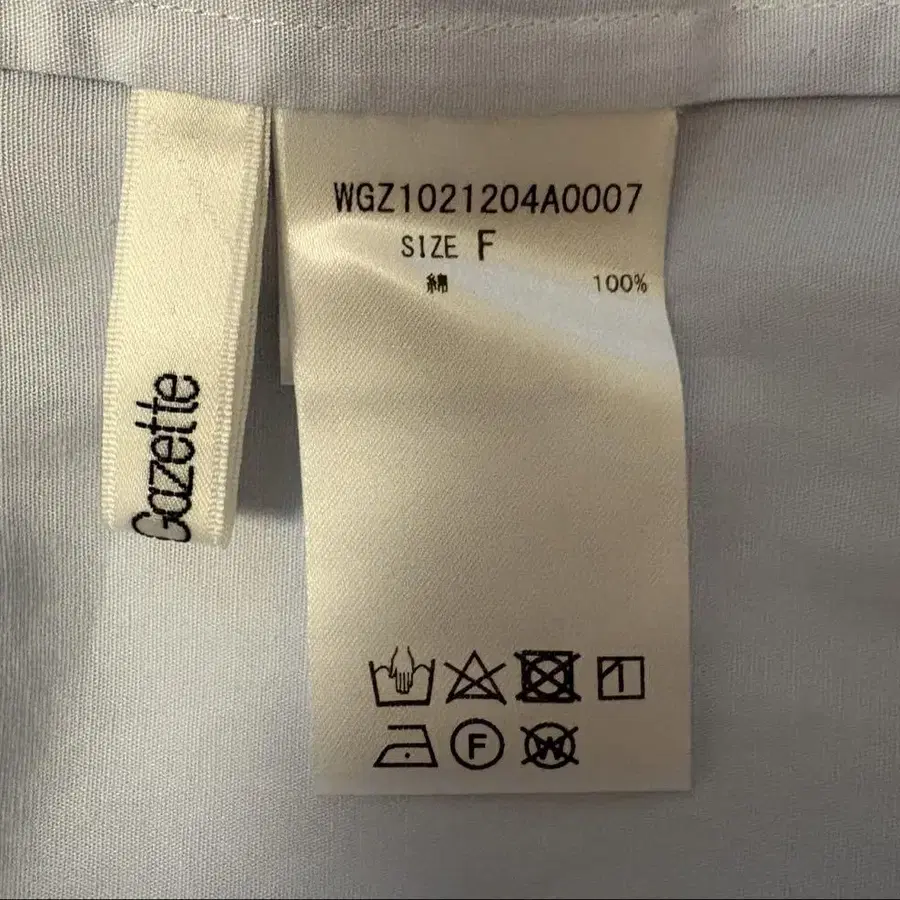 Gazette
WGZ1021204A0007
SIZE F
綿 100%
F
W